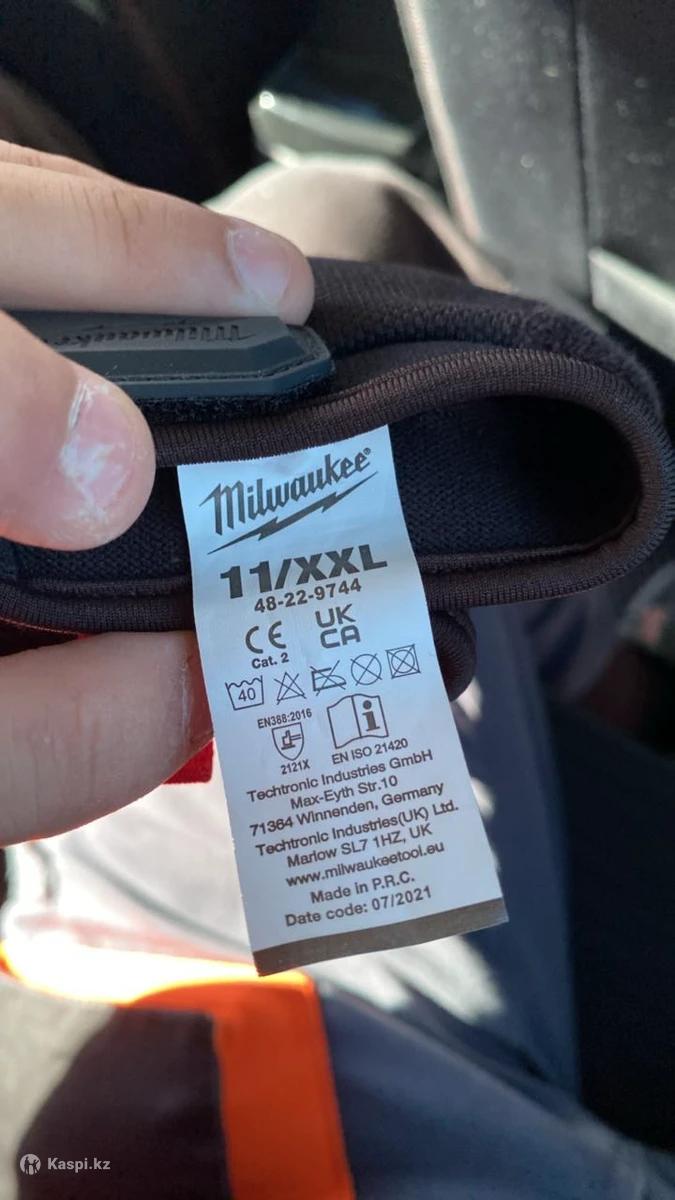 Milwaukee
Milwaukee®
11/XXL
48-22-9744
CE
UK
CA
Cat. 2
40
EN388:2016
2121X
i
EN ISO 21420
Techtronic Industries GmbH
Max-Eyth Str.10
71364 Winnenden, Germany
Techtronic Industries(UK) Ltd.
Marlow SL7 1HZ, UK
www.milwaukeetool.eu
Made in P.R.C.
Date code: 07/2021
Kaspi.kz